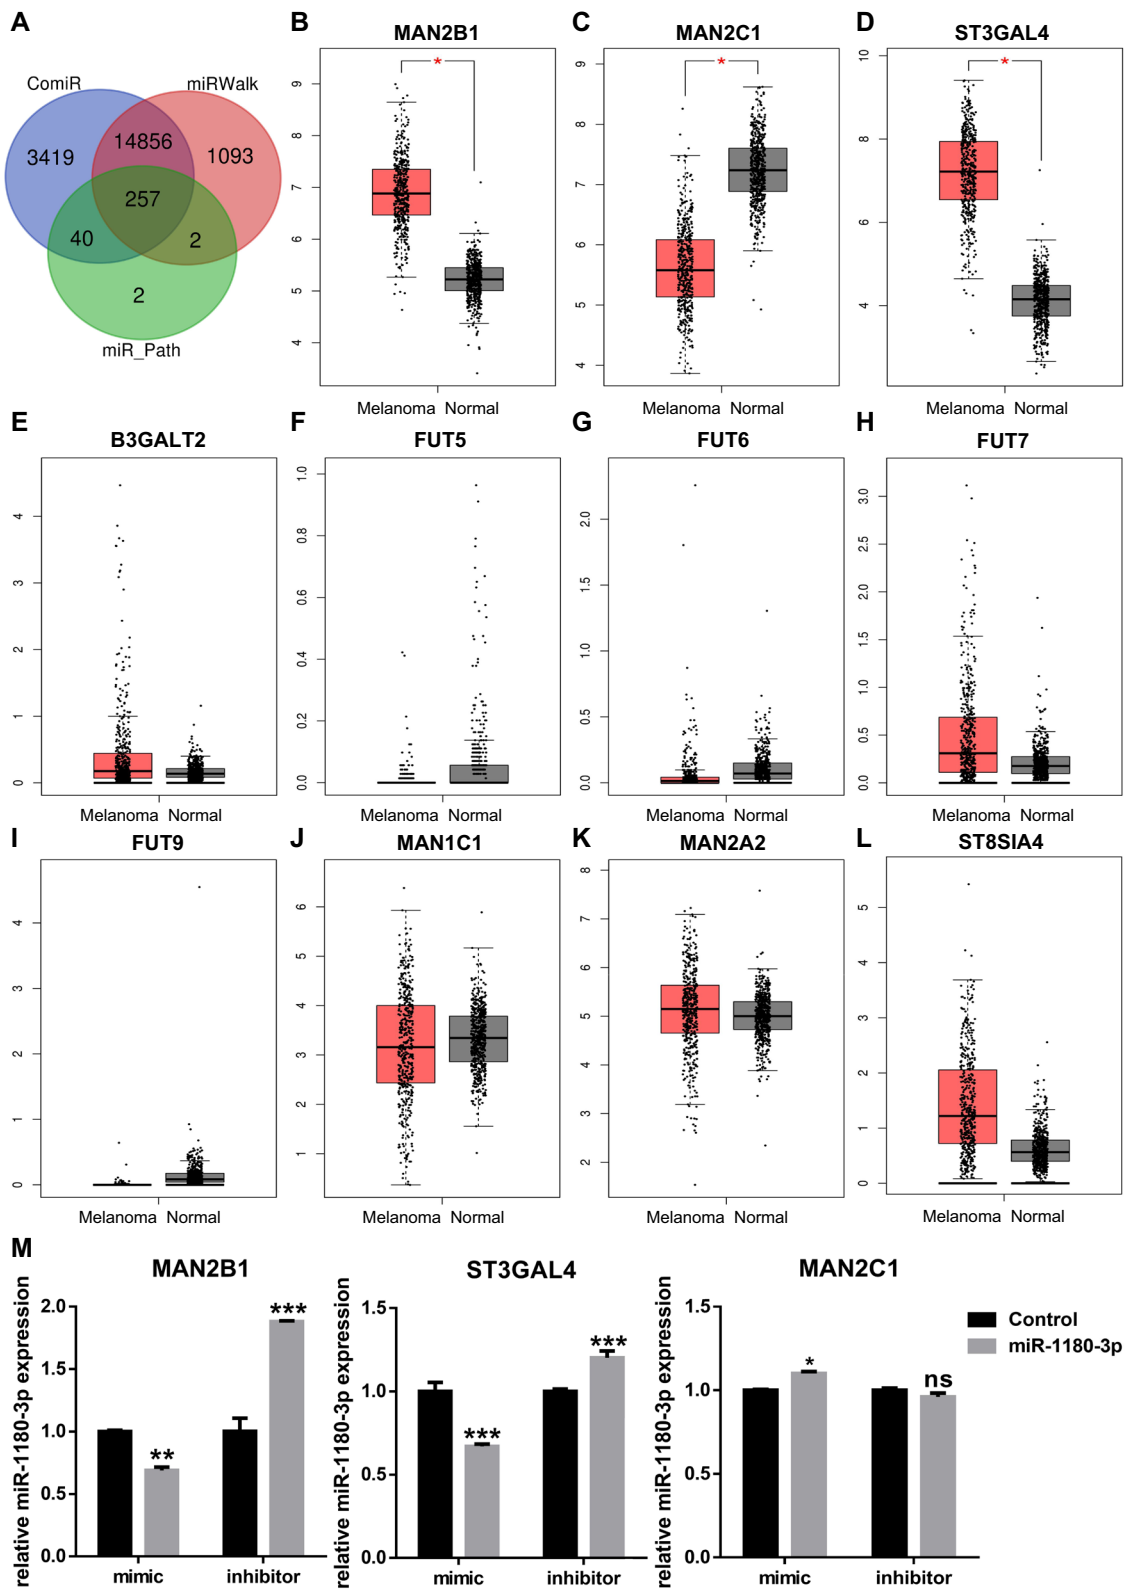 A
ComiR
miRWalk
3419
14856
1093
257
40
2
2
miR_Path
B
MAN2B1
*
9
8
7
6
5
4
Melanoma Normal
C
MAN2C1
*
9
8
7
6
5
4
Melanoma Normal
D
ST3GAL4
*
10
8
6
4
Melanoma Normal
E
B3GALT2
4
3
2
1
0
Melanoma Normal
F
FUT5
1.0
0.8
0.6
0.4
0.2
0.0
Melanoma Normal
G
FUT6
2.0
1.5
1.0
0.5
0.0
Melanoma Normal
H
FUT7
3.0
2.5
2.0
1.5
1.0
0.5
0.0
Melanoma Normal
I
FUT9
4
3
2
1
0
Melanoma Normal
J
MAN1C1
6
5
4
3
2
1
Melanoma Normal
K
MAN2A2
8
7
6
5
4
3
2
Melanoma Normal
L
ST8SIA4
5
4
3
2
1
0
Melanoma Normal
M
MAN2B1
relative miR-1180-3p expression
2.0
1.5
1.0
0.5
0.0
**
***
mimic
inhibitor
ST3GAL4
relative miR-1180-3p expression
1.5
1.0
0.5
0.0
***
***
mimic
inhibitor
MAN2C1
relative miR-1180-3p expression
1.5
1.0
0.5
0.0
*
ns
mimic
inhibitor
Control
miR-1180-3p